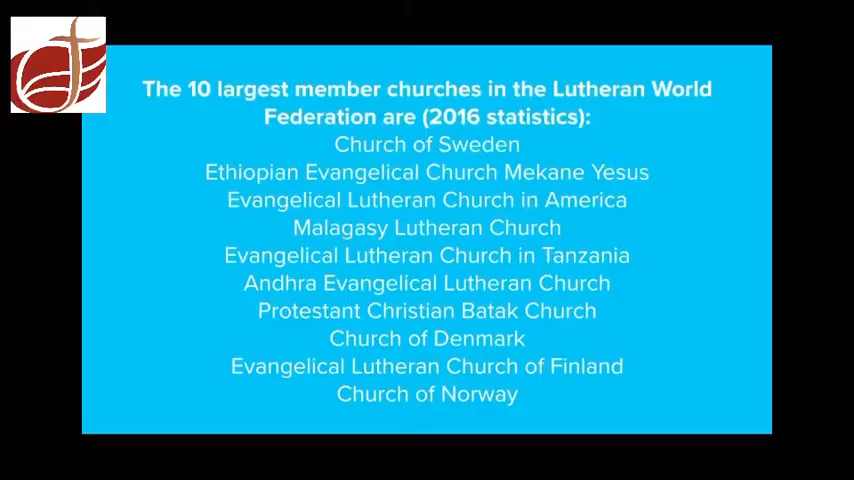 The 10 largest member churches in the Lutheran World
Federation are (2016 statistics):
Church of Sweden
Ethiopian Evangelical Church Mekane Yesus
Evangelical Lutheran Church in America
Malagasy Lutheran Church
Evangelical Lutheran Church in Tanzania
Andhra Evangelical Lutheran Church
Protestant Christian Batak Church
Church of Denmark
Evangelical Lutheran Church of Finland
Church of Norway